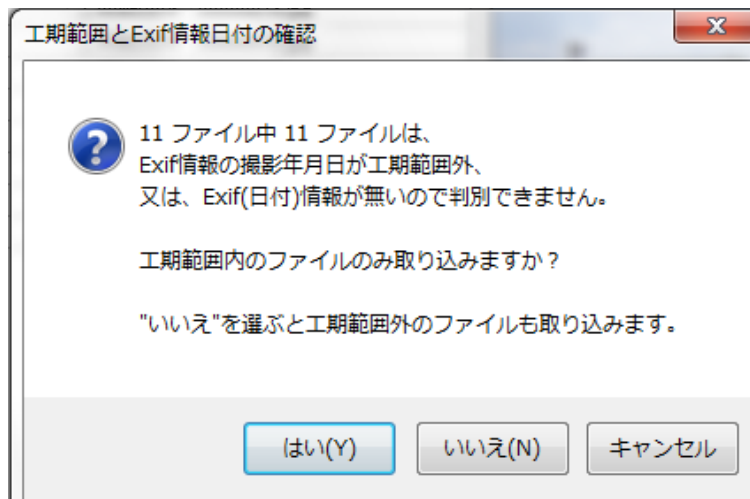 工期範囲とExif情報日付の確認
11 ファイル中 11 ファイルは、
Exif情報の撮影年月日が工期範囲外、
又は、Exif(日付)情報が無いので判別できません。
工期範囲内のファイルのみ取り込みますか？
"いいえ"を選ぶと工期範囲外のファイルも取り込みます。
はい(Y) いいえ(N) キャンセル